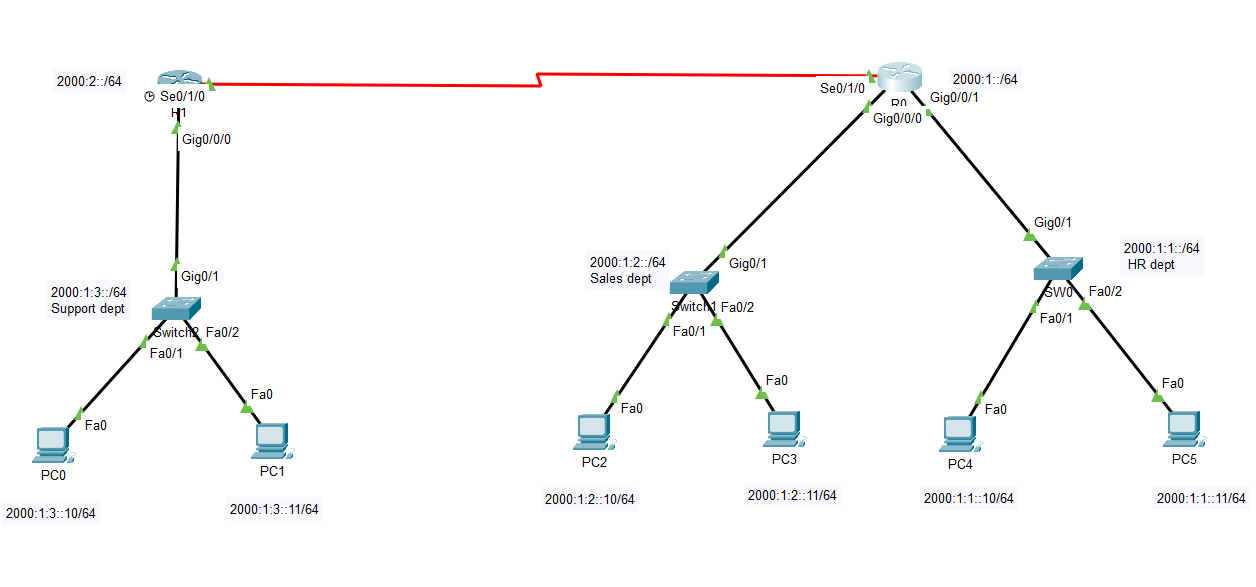 2000:2::/64
Se0/1/0
R1
Gig0/0/0
Se0/1/0
R0
2000:1::/64
Gig0/0/1
Gig0/0/0
Gig0/1
2000:1:3::/64
Support dept
Switch2
Fa0/2
Fa0/1
Fa0
Fa0
PC0
PC1
2000:1:3::10/64
2000:1:3::11/64
2000:1:2::/64
Sales dept
Gig0/1
Switch1
Fa0/2
Fa0/1
Fa0
Fa0
PC2
PC3
2000:1:2::10/64
2000:1:2::11/64
Gig0/1
2000:1:1::/64
HR dept
SW0
Fa0/2
Fa0/1
Fa0
Fa0
PC4
PC5
2000:1:1::10/64
2000:1:1::11/64